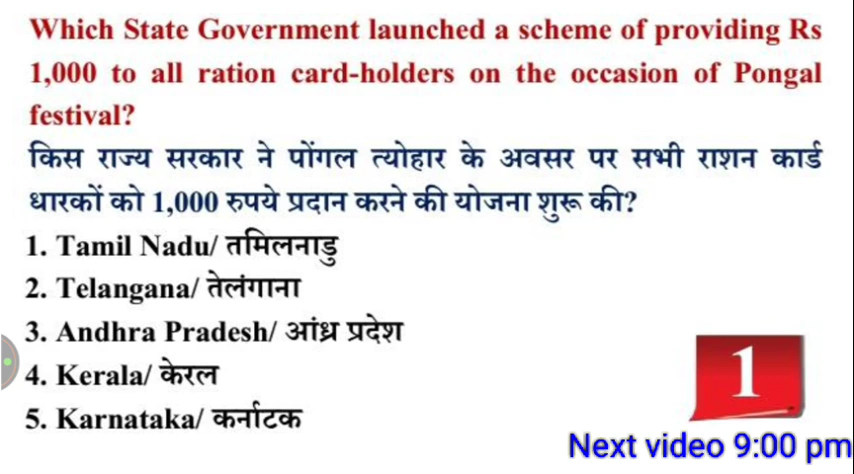 Which State Government launched a scheme of providing Rs
1,000 to all ration card-holders on the occasion of Pongal
festival?
किस राज्य सरकार ने पोंगल त्योहार के अवसर पर सभी राशन कार्ड
धारकों को 1,000 रुपये प्रदान करने की योजना शुरू की?
1. Tamil Nadu/ तमिलनाडु
2. Telangana/ तेलंगाना
3. Andhra Pradesh/ आंध्र प्रदेश
4. Kerala/ केरल
5. Karnataka/ कर्नाटक
1
Next video 9:00 pm